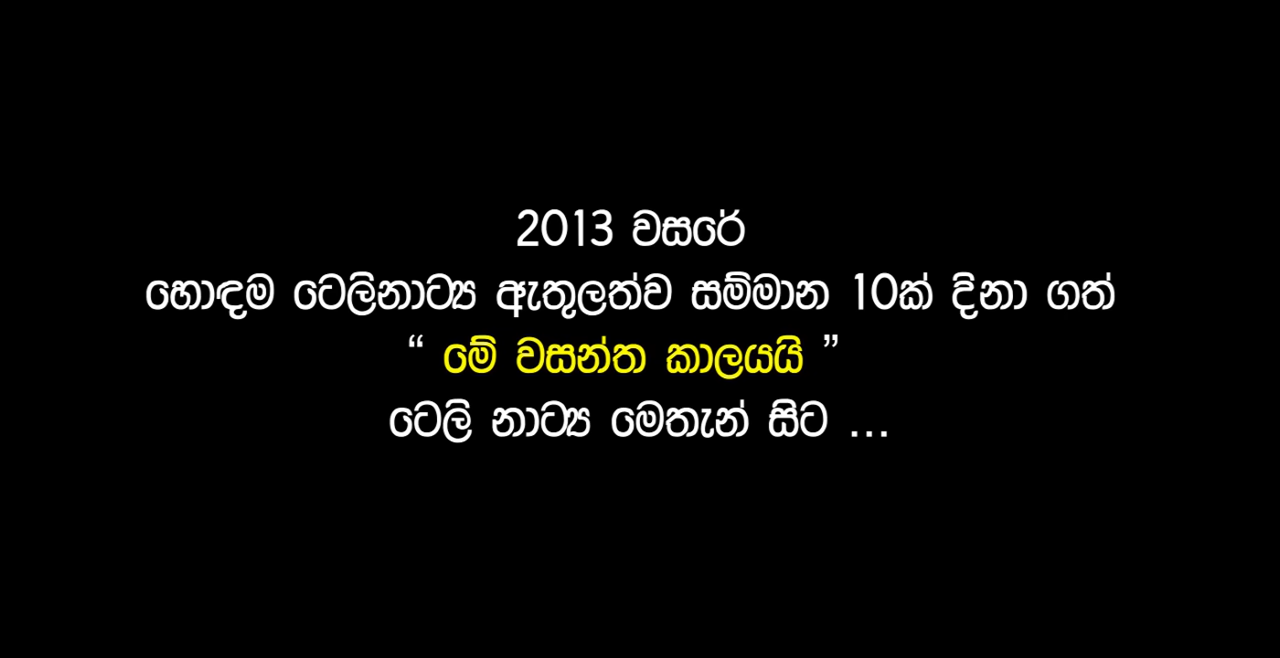 2013 වසරේ
හොඳම ටෙලිනාට්‍ය ඇතුලත්ව සම්මාන 10ක් දිනා ගත්
“ මේ වසන්ත කාලයයි ”
ටෙලි නාට්‍ය මෙතැන් සිට ...